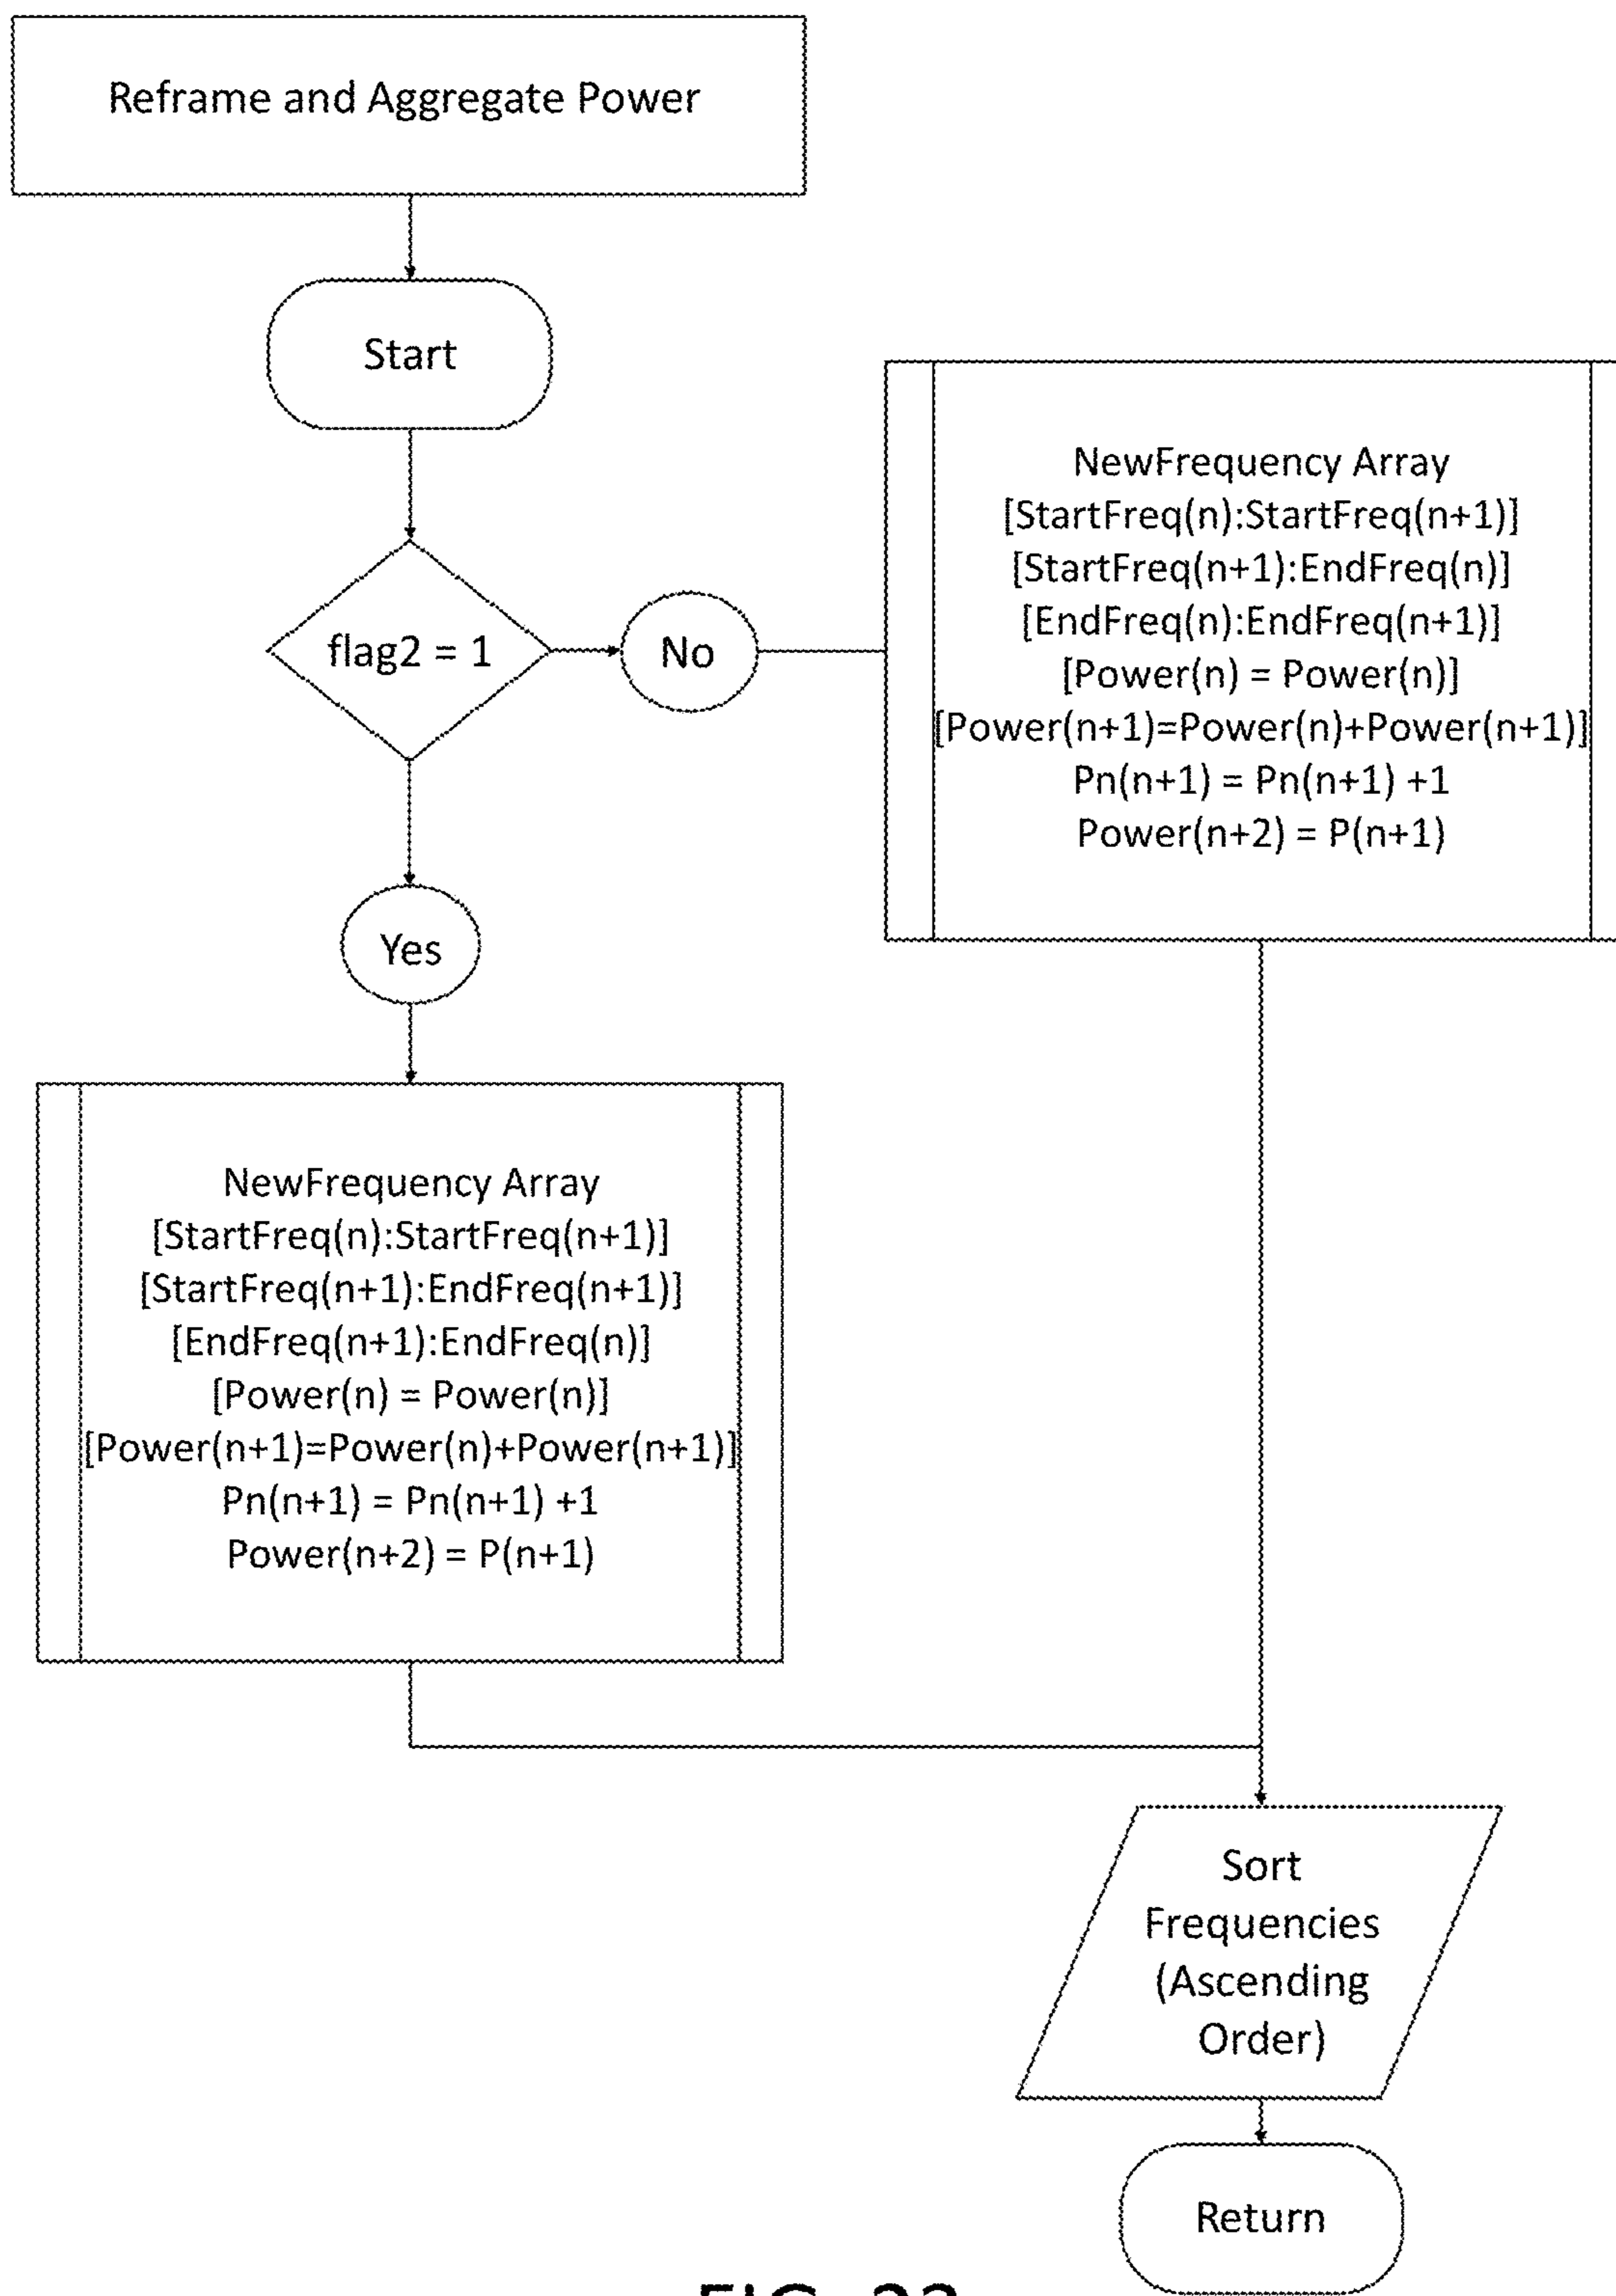 Reframe and Aggregate Power
Start
flag2 = 1
No
NewFrequency Array
[StartFreq(n):StartFreq(n+1)]
[StartFreq(n+1):EndFreq(n)]
[EndFreq(n):EndFreq(n+1)]
[Power(n) = Power(n)]
[Power(n+1)=Power(n)+Power(n+1)]
Pn(n+1) = Pn(n+1) +1
Power(n+2) = P(n+1)
Yes
NewFrequency Array
[StartFreq(n):StartFreq(n+1)]
[StartFreq(n+1):EndFreq(n+1)]
[EndFreq(n+1):EndFreq(n)]
[Power(n) = Power(n)]
[Power(n+1)=Power(n)+Power(n+1)]
Pn(n+1) = Pn(n+1) +1
Power(n+2) = P(n+1)
Sort
Frequencies
(Ascending
Order)
Return